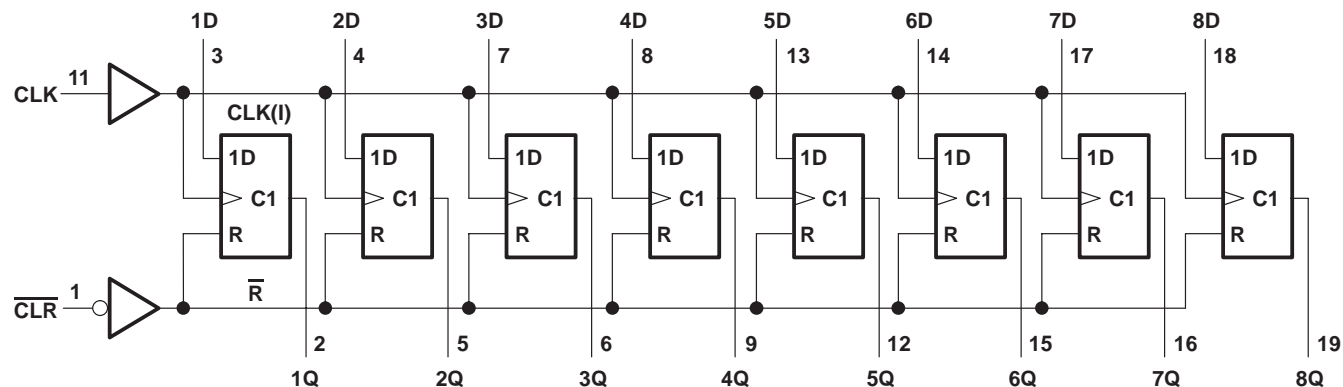 1D 2D 3D 4D 5D 6D 7D 8D
3 4 7 8 13 14 17 18
CLK 11
CLK(I)
1D 1D 1D 1D 1D 1D 1D 1D
C1 C1 C1 C1 C1 C1 C1 C1
R R R R R R R R
C̅L̅R̅ 1
R̅
2 5 6 9 12 15 16 19
1Q 2Q 3Q 4Q 5Q 6Q 7Q 8Q